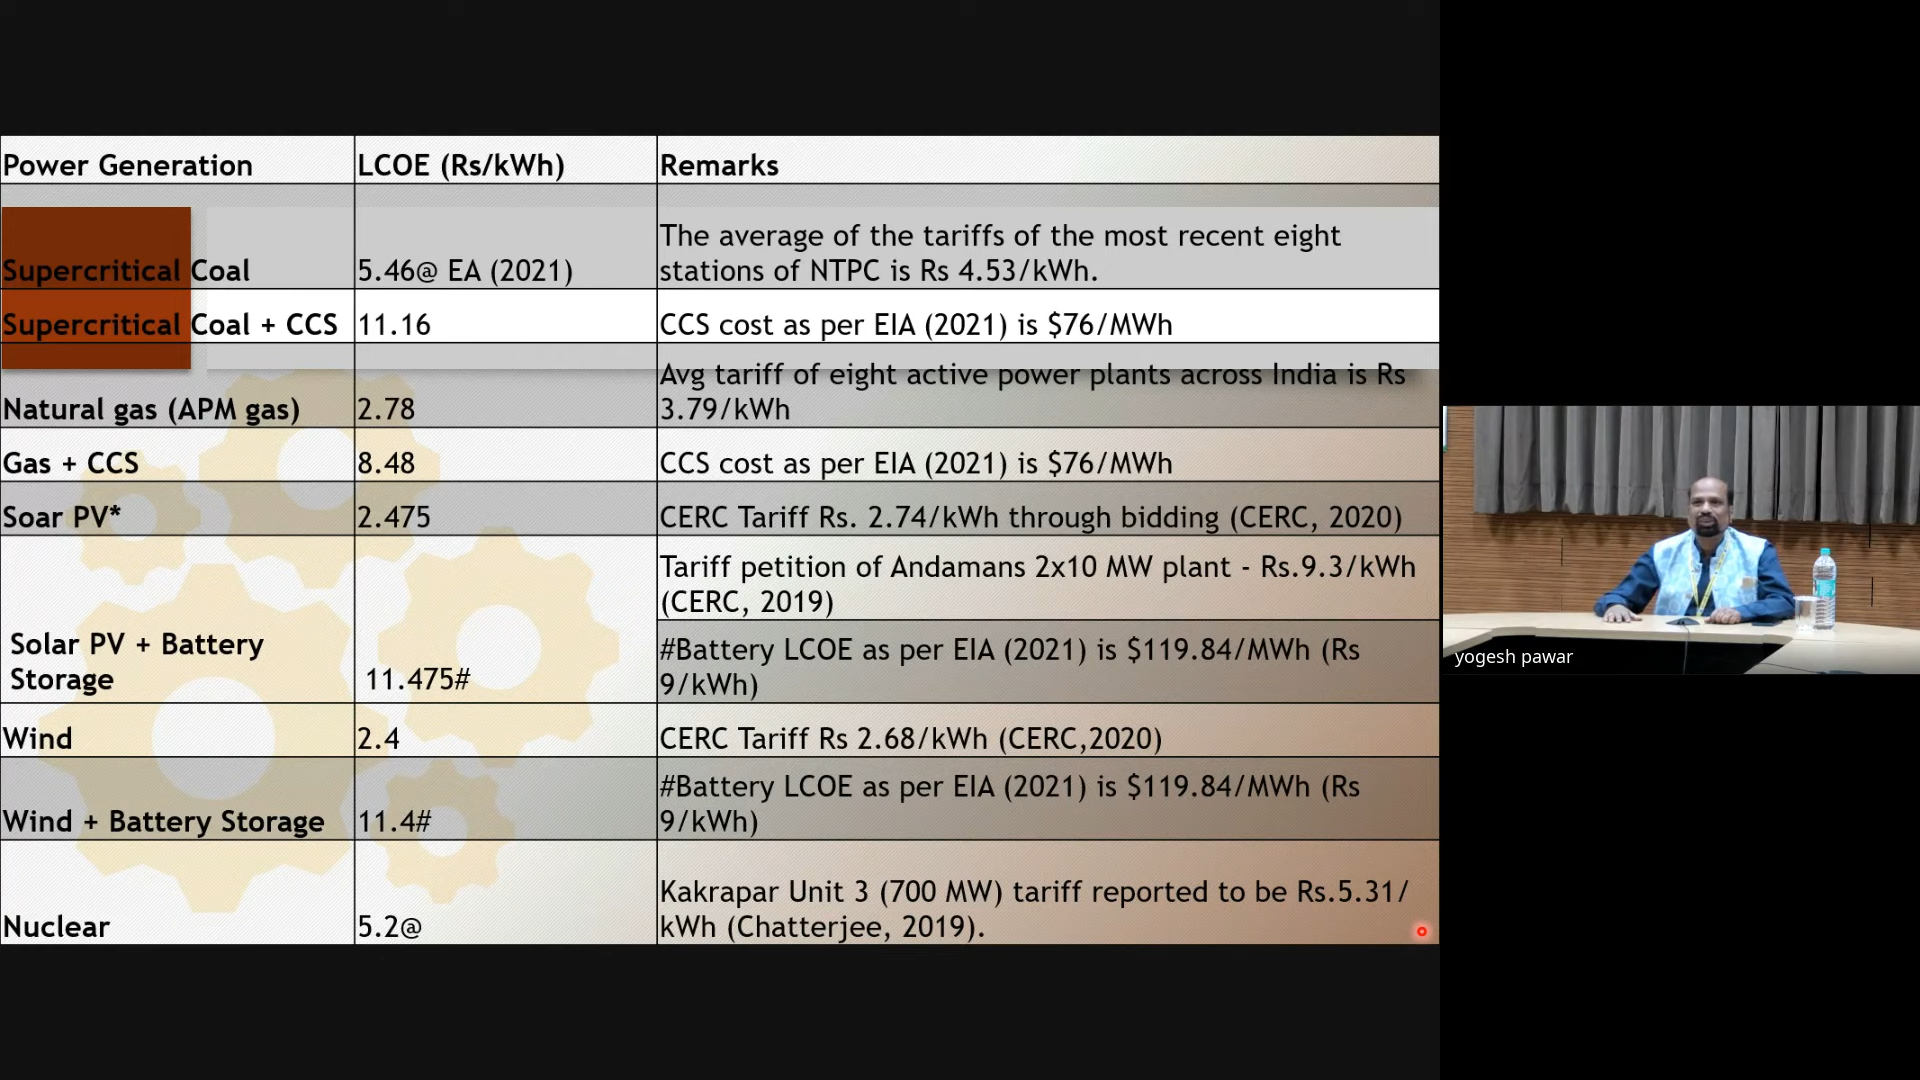 Power Generation
LCOE (Rs/kWh)
Remarks
Supercritical Coal
5.46@ EA (2021)
The average of the tariffs of the most recent eight
stations of NTPC is Rs 4.53/kWh.
Supercritical Coal + CCS
11.16
CCS cost as per EIA (2021) is $76/MWh
Natural gas (APM gas)
2.78
Avg tariff of eight active power plants across India is Rs
3.79/kWh
Gas + CCS
8.48
CCS cost as per EIA (2021) is $76/MWh
Soar PV*
2.475
CERC Tariff Rs. 2.74/kWh through bidding (CERC, 2020)
Solar PV + Battery
Storage
11.475#
Tariff petition of Andamans 2x10 MW plant - Rs.9.3/kWh
(CERC, 2019)
#Battery LCOE as per EIA (2021) is $119.84/MWh (Rs
9/kWh)
Wind
2.4
CERC Tariff Rs 2.68/kWh (CERC,2020)
Wind + Battery Storage
11.4#
#Battery LCOE as per EIA (2021) is $119.84/MWh (Rs
9/kWh)
Nuclear
5.2@
Kakrapar Unit 3 (700 MW) tariff reported to be Rs.5.31/
kWh (Chatterjee, 2019).
yogesh pawar